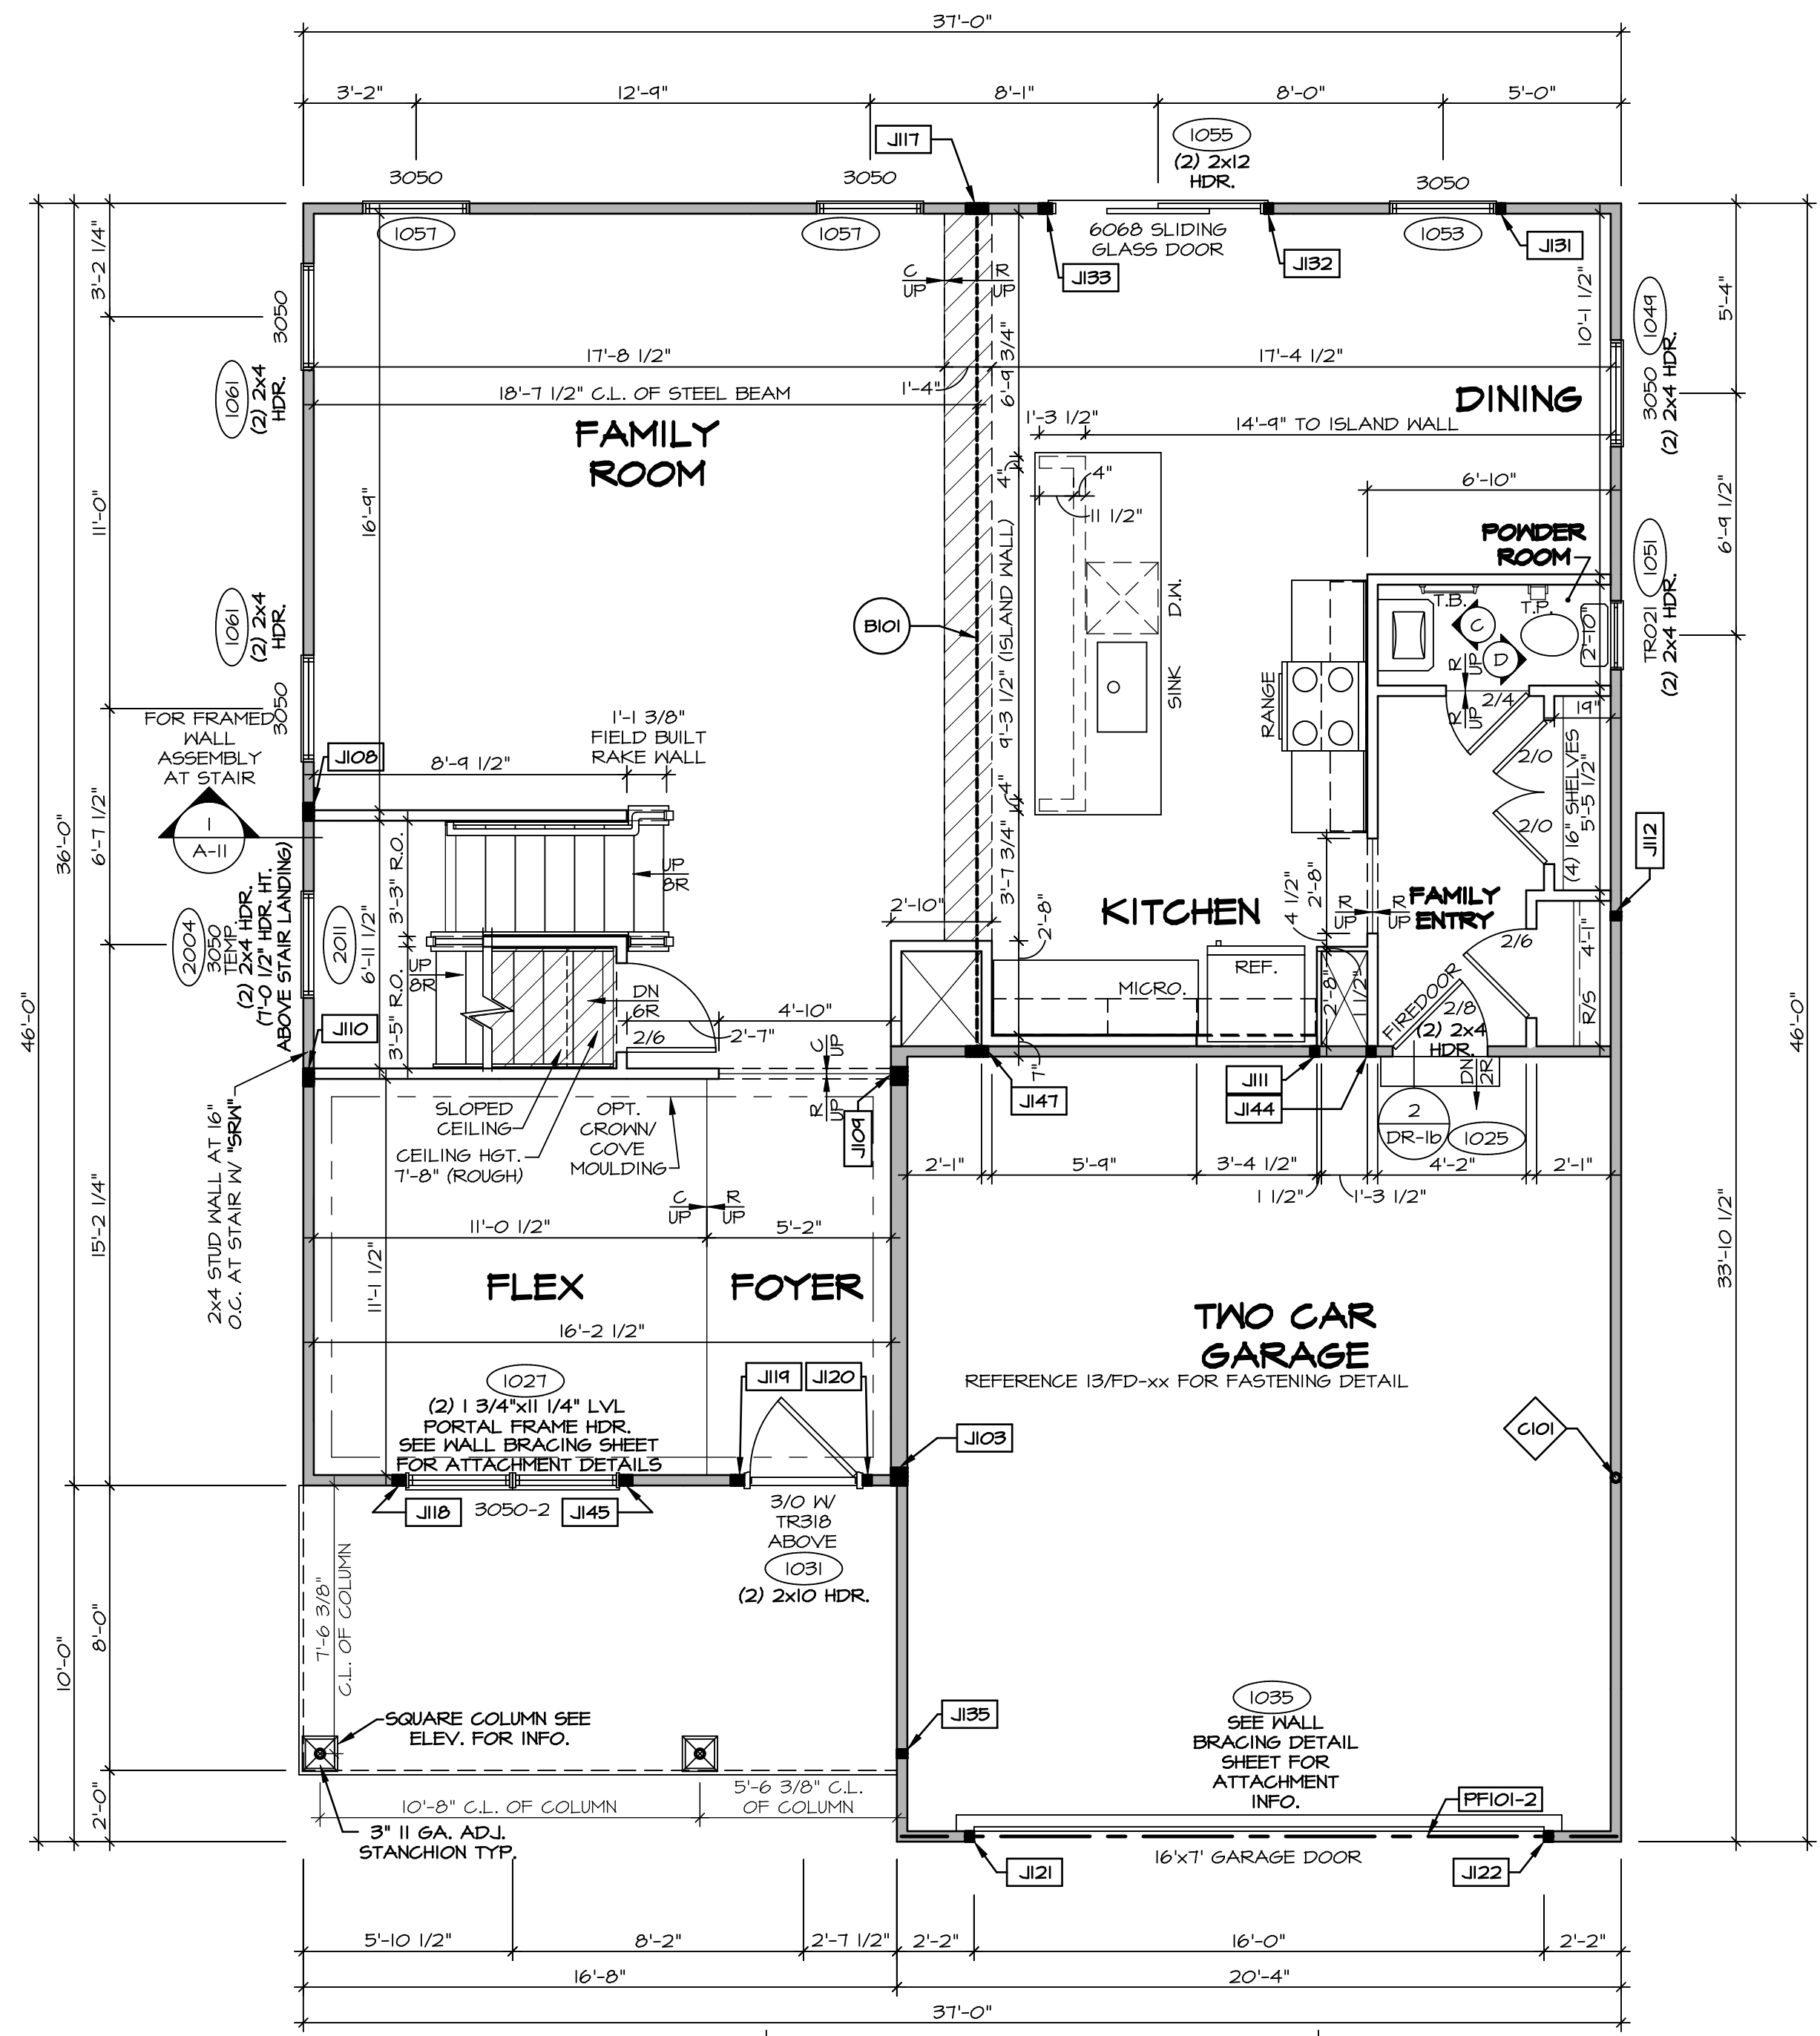 37'-0"
3'-2"
12'-9"
8'-1"
8'-0"
5'-0"
J117
1055
(2) 2x12
HDR.
3050
3050
3050
1057
1057
6068 SLIDING
GLASS DOOR
1053
J131
J133
J132
C
UP
R
UP
3'-2 1/4"
3050
1061
(2) 2x4
HDR.
17'-8 1/2"
1'-4"
6'-9 3/4"
17'-4 1/2"
10'-1 1/2"
1049
3050
(2) 2x4 HDR.
5'-4"
18'-7 1/2" C.L. OF STEEL BEAM
DINING
FAMILY
ROOM
1'-3 1/2"
14'-9" TO ISLAND WALL
4"
4"
11 1/2"
6'-10"
11'-0"
16'-9"
POWDER
ROOM
6'-9 1/2"
1051
TR021
(2) 2x4 HDR.
1061
(2) 2x4
HDR.
3050
B101
9'-3 1/2" (ISLAND WALL)
D.W.
SINK
RANGE
T.B.
T.P.
C
D
2'-10"
R
UP
R
UP
2/4
19"
FOR FRAMED
WALL
ASSEMBLY
AT STAIR
1
A-11
J108
8'-9 1/2"
1'-1 3/8"
FIELD BUILT
RAKE WALL
4"
2/0
2/0
(4) 16" SHELVES
5'-5 1/2"
J112
36'-0"
46'-0"
6'-7 1/2"
3'-3" R.O.
UP
8R
3'-7 3/4"
2'-8"
2'-10"
KITCHEN
4 1/2"
2'-8"
R
UP
R
UP
FAMILY
ENTRY
2004
3050
TEMP.
(2) 2x4 HDR.
(7'-0 1/2" HDR. HT.
ABOVE STAIR LANDING)
2011
6'-11 1/2"
3'-5" R.O.
UP
8R
DN
6R
2/6
2'-7"
4'-10"
MICRO.
REF.
2'-8"
1/2"
FIREDOOR
2/8
(2) 2x4
HDR.
2/6
4'-1"
R/S
46'-0"
J110
C
UP
R
UP
J109
7"
J147
J111
J144
DN
2R
2
DR-1b
1025
SLOPED
CEILING
CEILING HGT.
7'-8" (ROUGH)
OPT.
CROWN/
COVE
MOULDING
2x4 STUD WALL AT 16"
O.C. AT STAIR W/ "SRW"
2'-1"
5'-9"
3'-4 1/2"
1 1/2"
1'-3 1/2"
4'-2"
2'-1"
15'-2 1/4"
C
UP
R
UP
11'-0 1/2"
5'-2"
33'-10 1/2"
11'-1 1/2"
FLEX
FOYER
16'-2 1/2"
TWO CAR
GARAGE
REFERENCE 13/FD-xx FOR FASTENING DETAIL
1027
(2) 1 3/4"x11 1/4" LVL
PORTAL FRAME HDR.
SEE WALL BRACING SHEET
FOR ATTACHMENT DETAILS
J119
J120
J103
C101
J118
3050-2
J145
3/0 W/
TR318
ABOVE
1031
(2) 2x10 HDR.
7'-6 3/8"
C.L. OF COLUMN
8'-0"
10'-0"
2'-0"
SQUARE COLUMN SEE
ELEV. FOR INFO.
J135
1035
SEE WALL
BRACING DETAIL
SHEET FOR
ATTACHMENT
INFO.
PF101-2
10'-8" C.L. OF COLUMN
5'-6 3/8" C.L.
OF COLUMN
3" 11 GA. ADJ.
STANCHION TYP.
16'x7' GARAGE DOOR
J121
J122
5'-10 1/2"
8'-2"
2'-7 1/2"
2'-2"
16'-0"
2'-2"
16'-8"
20'-4"
37'-0"